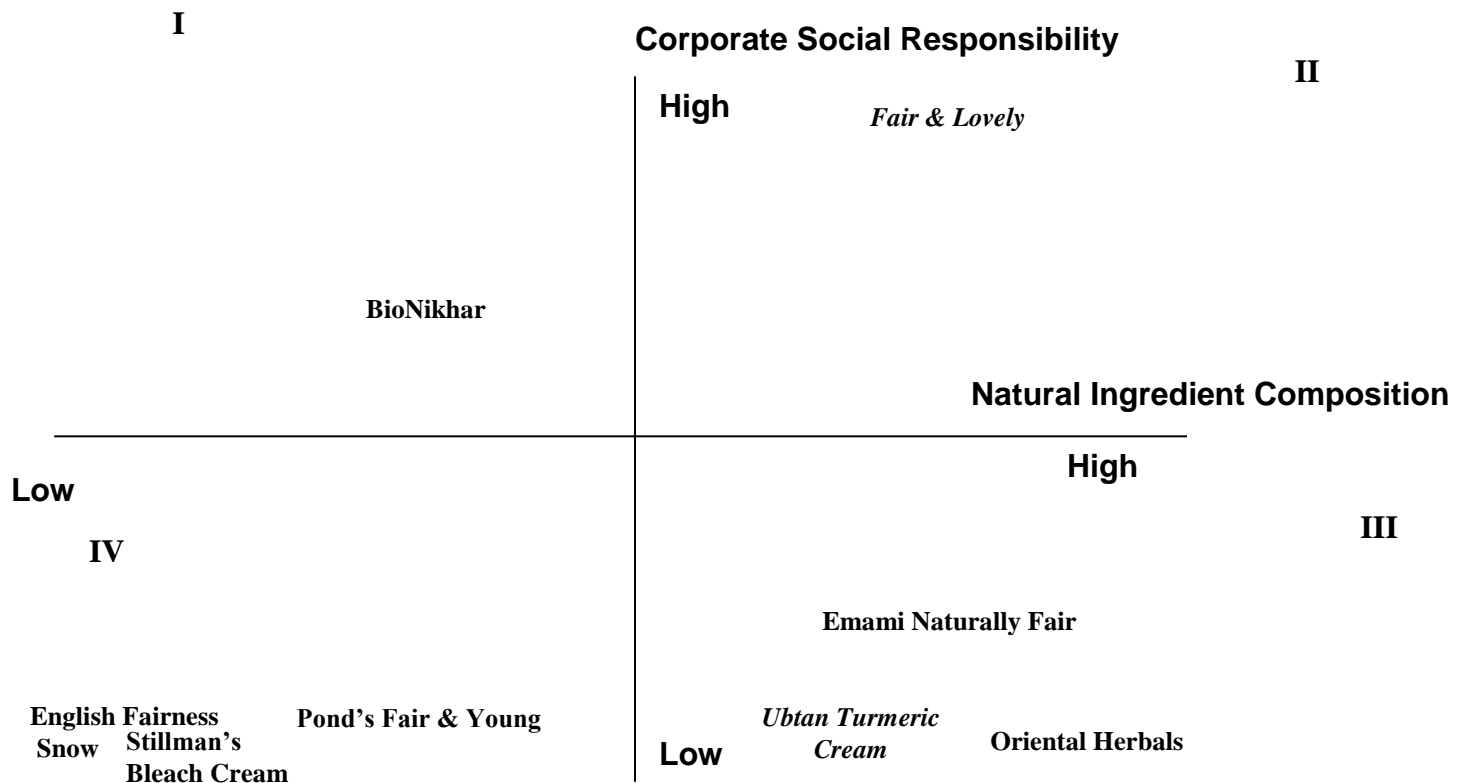 I
Corporate Social Responsibility
II
High
Fair & Lovely
BioNikhar
Natural Ingredient Composition
High
Low
III
IV
Emami Naturally Fair
English Fairness
Snow
Stillman’s
Bleach Cream
Pond’s Fair & Young
Ubtan Turmeric
Cream
Oriental Herbals
Low